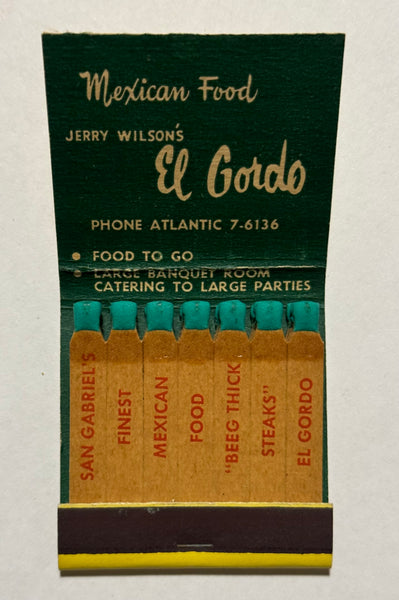 Mexican Food
JERRY WILSON'S
El Gordo
PHONE ATLANTIC 7-6136
• FOOD TO GO
• LARGE BANQUET ROOM
CATERING TO LARGE PARTIES
SAN GABRIEL'S
FINEST
MEXICAN
FOOD
"BEEG THICK
STEAKS"
EL GORDO